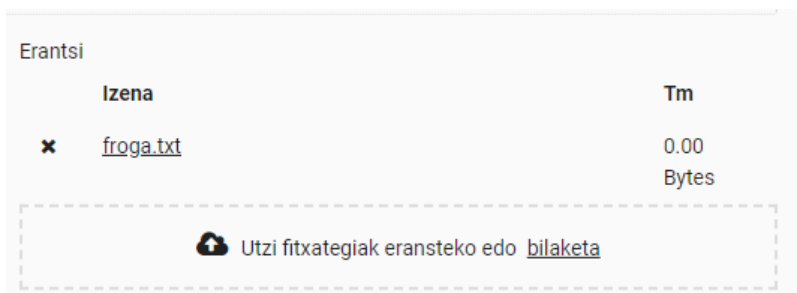 Erantsi
Izena Tm
froga.txt 0.00
Bytes
Utzi fitxategiak eransteko edo bilaketa